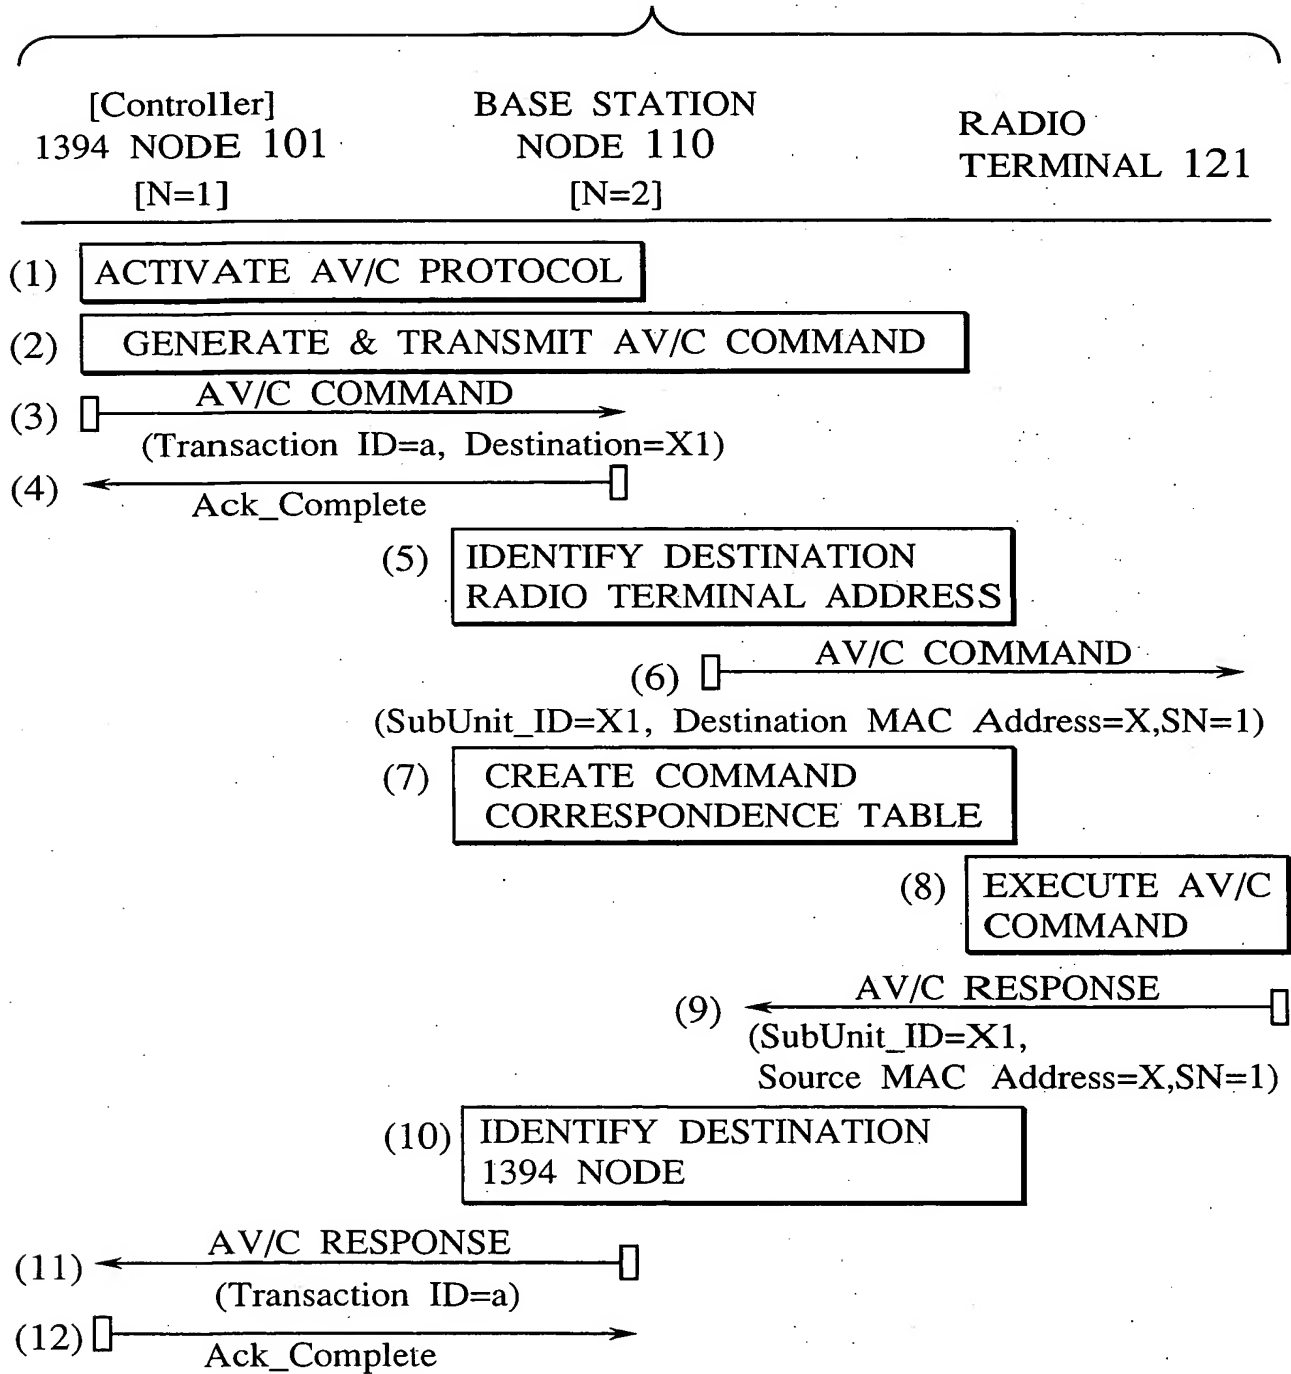 [Controller]
1394 NODE 101
[N=1]
BASE STATION
NODE 110
[N=2]
RADIO
TERMINAL 121
(1) ACTIVATE AV/C PROTOCOL
(2) GENERATE & TRANSMIT AV/C COMMAND
(3) AV/C COMMAND
(Transaction ID=a, Destination=X1)
(4) Ack_Complete
(5) IDENTIFY DESTINATION
RADIO TERMINAL ADDRESS
(6) AV/C COMMAND
(SubUnit_ID=X1, Destination MAC Address=X,SN=1)
(7) CREATE COMMAND
CORRESPONDENCE TABLE
(8) EXECUTE AV/C
COMMAND
(9) AV/C RESPONSE
(SubUnit_ID=X1,
Source MAC Address=X,SN=1)
(10) IDENTIFY DESTINATION
1394 NODE
(11) AV/C RESPONSE
(Transaction ID=a)
(12) Ack_Complete